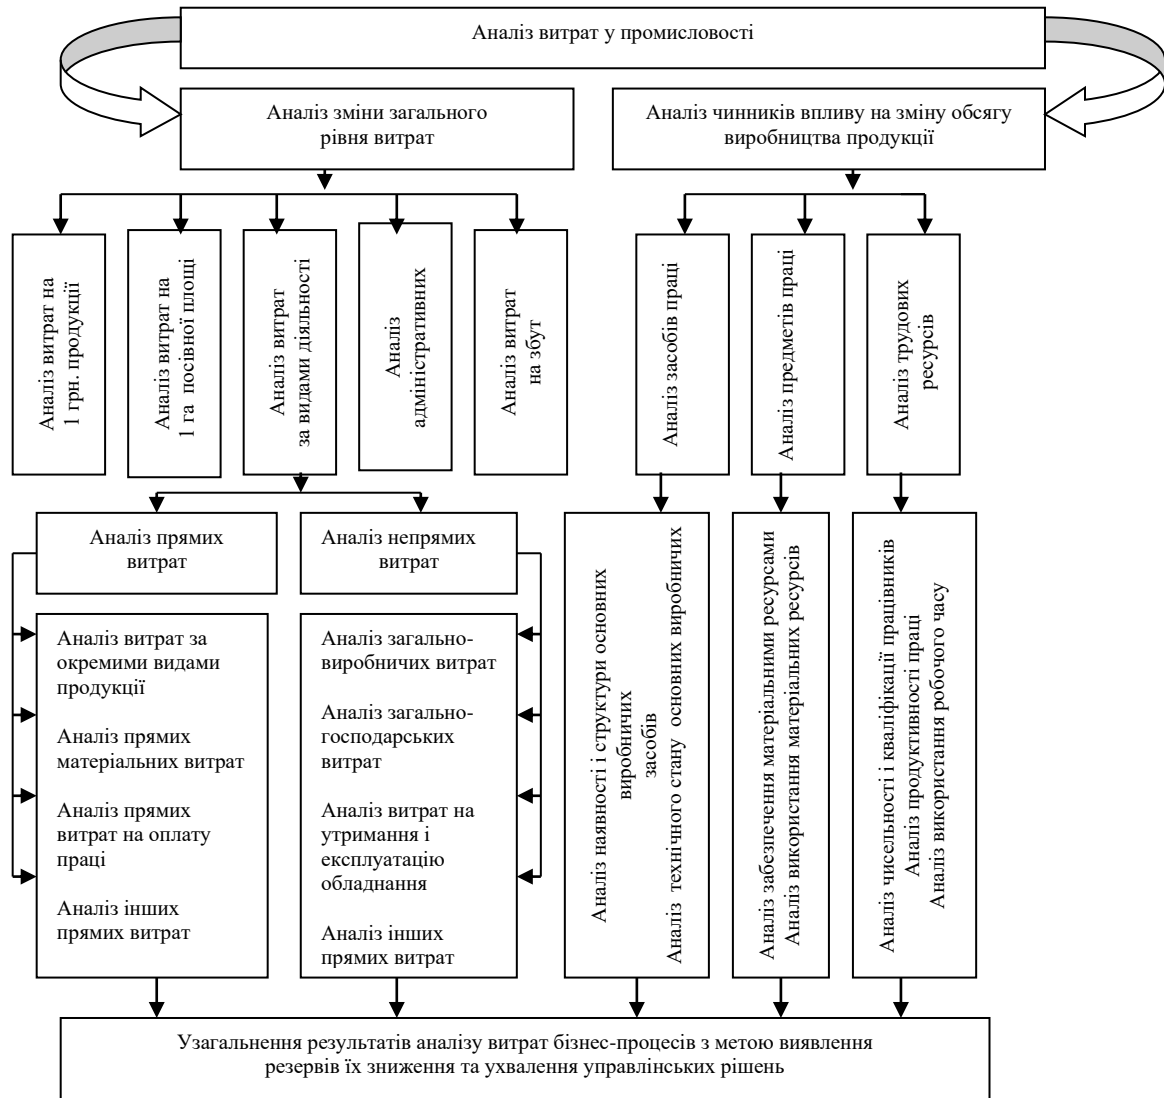 Аналіз витрат у промисловості
Аналіз зміни загального
рівня витрат
Аналіз чинників впливу на зміну обсягу
виробництва продукції
Аналіз витрат на
1 грн. продукції
Аналіз витрат на
1 га посівної площі
Аналіз витрат
за видами діяльності
Аналіз
адміністративних
Аналіз витрат
на збут
Аналіз засобів праці
Аналіз предметів праці
Аналіз трудових
ресурсів
Аналіз прямих
витрат
Аналіз непрямих
витрат
Аналіз витрат за
окремими видами
продукції
Аналіз прямих
матеріальних витрат
Аналіз прямих
витрат на оплату
праці
Аналіз інших
прямих витрат
Аналіз загально-
виробничих витрат
Аналіз загально-
господарських
витрат
Аналіз витрат на
утримання і
експлуатацію
обладнання
Аналіз інших
прямих витрат
Аналіз наявності і структури основних
виробничих
засобів
Аналіз технічного стану основних виробничих
Аналіз забезпечення матеріальними ресурсами
Аналіз використання матеріальних ресурсів
Аналіз чисельності і кваліфікації працівників
Аналіз продуктивності праці
Аналіз використання робочого часу
Узагальнення результатів аналізу витрат бізнес-процесів з метою виявлення
резервів їх зниження та ухвалення управлінських рішень